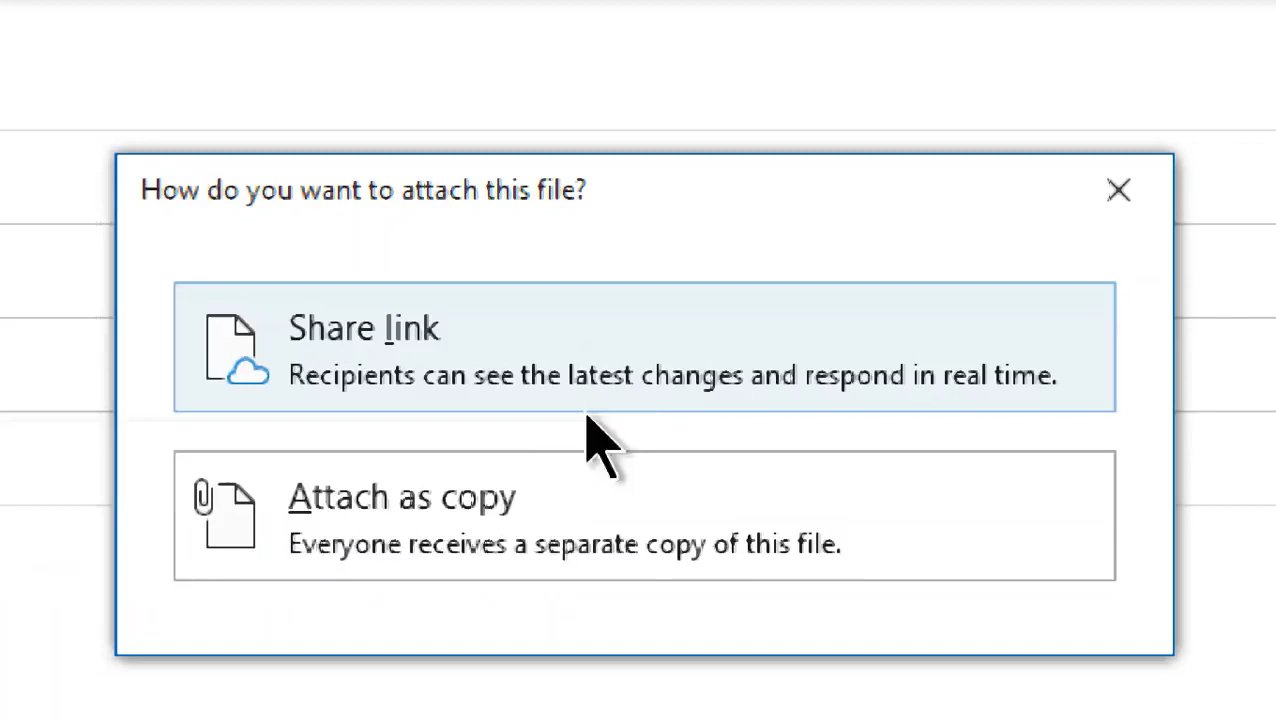 How do you want to attach this file?
Share link
Recipients can see the latest changes and respond in real time.
Attach as copy
Everyone receives a separate copy of this file.